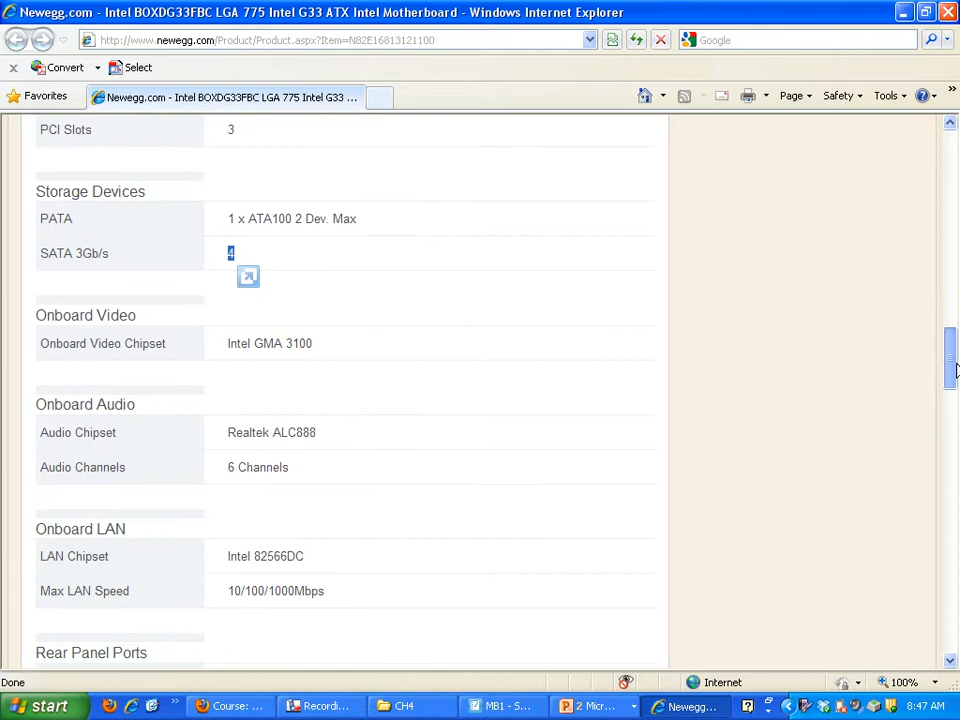 Newegg.com - Intel BOXDG33FBC LGA 775 Intel G33 ATX Intel Motherboard - Windows Internet Explorer
http://www.newegg.com/Product/Product.aspx?Item=N82E16813121100
Google
Convert Select
Favorites Newegg.com - Intel BOXDG33FBC LGA 775 Intel G33 ATX Intel ... Page Safety Tools
PCI Slots 3
Storage Devices
PATA 1 x ATA100 2 Dev. Max
SATA 3Gb/s 4
Onboard Video
Onboard Video Chipset Intel GMA 3100
Onboard Audio
Audio Chipset Realtek ALC888
Audio Channels 6 Channels
Onboard LAN
LAN Chipset Intel 82566DC
Max LAN Speed 10/100/1000Mbps
Rear Panel Ports
Done Internet 100%
start Course: ... Recordi... CH4 MB1 - S... 2 Micr... Newegg... 8:47 AM